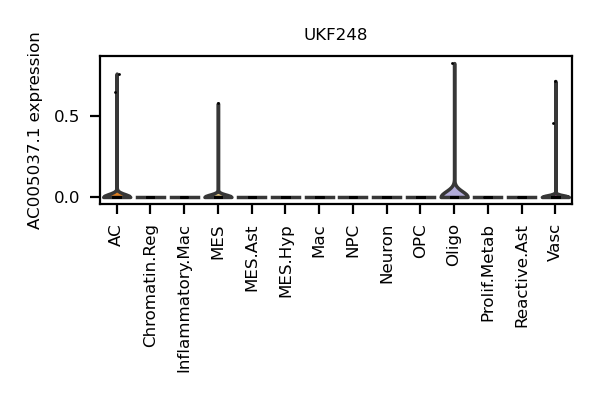 UKF248
AC005037.1 expression
0.5
0.0
AC
Chromatin.Reg
Inflammatory.Mac
MES
MES.Ast
MES.Hyp
Mac
NPC
Neuron
OPC
Oligo
Prolif.Metab
Reactive.Ast
Vasc